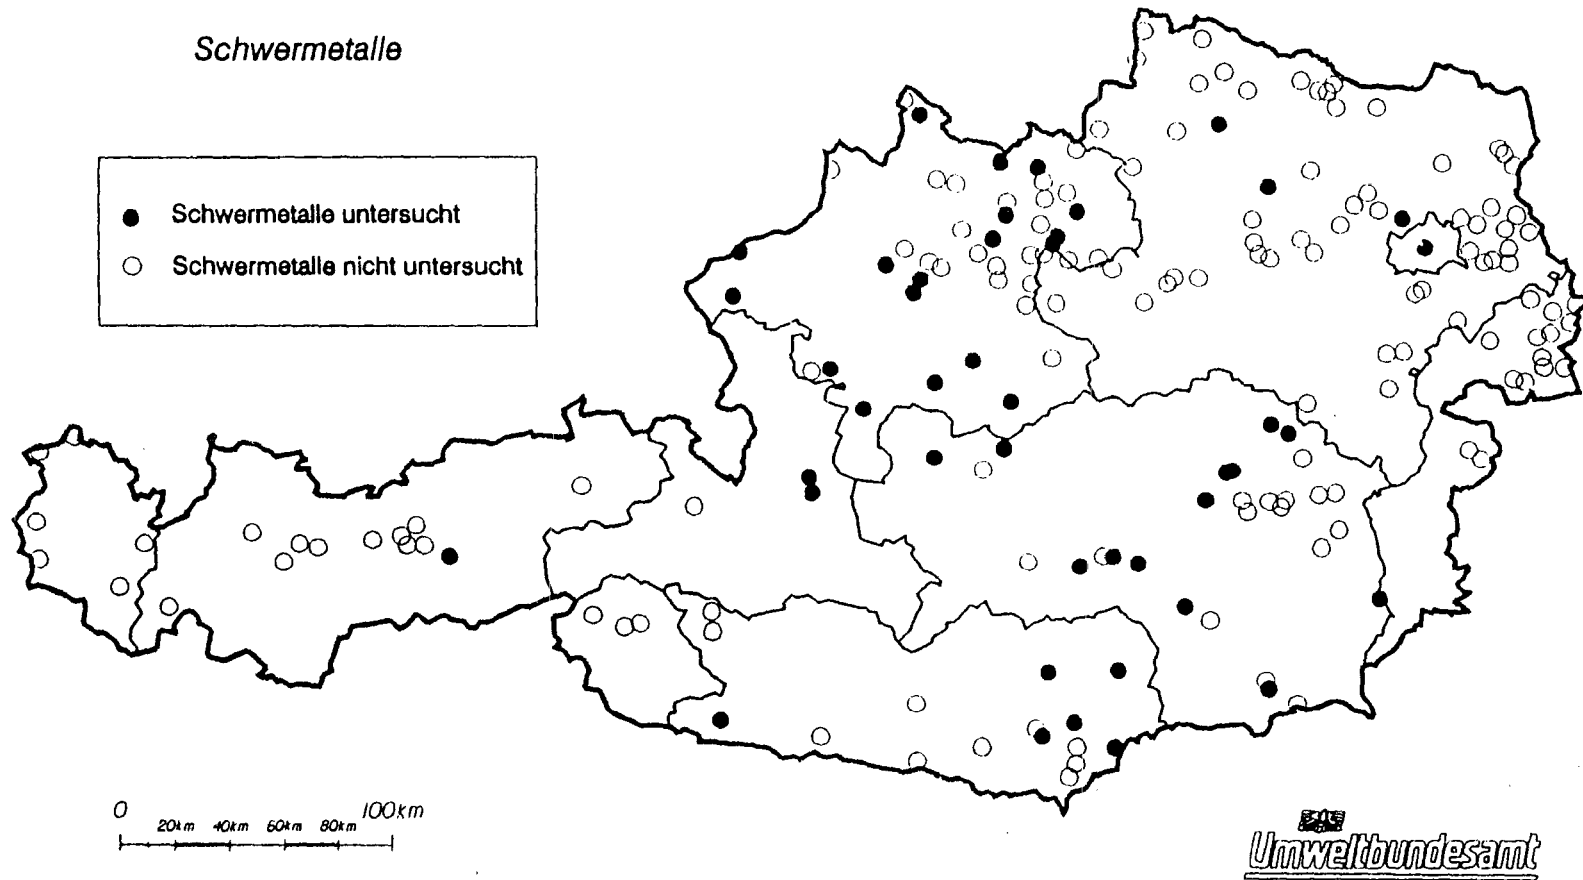 Schwermetalle
Schwermetalle untersucht
Schwermetalle nicht untersucht
0 20km 40km 60km 80km 100km
Umweltbundesamt